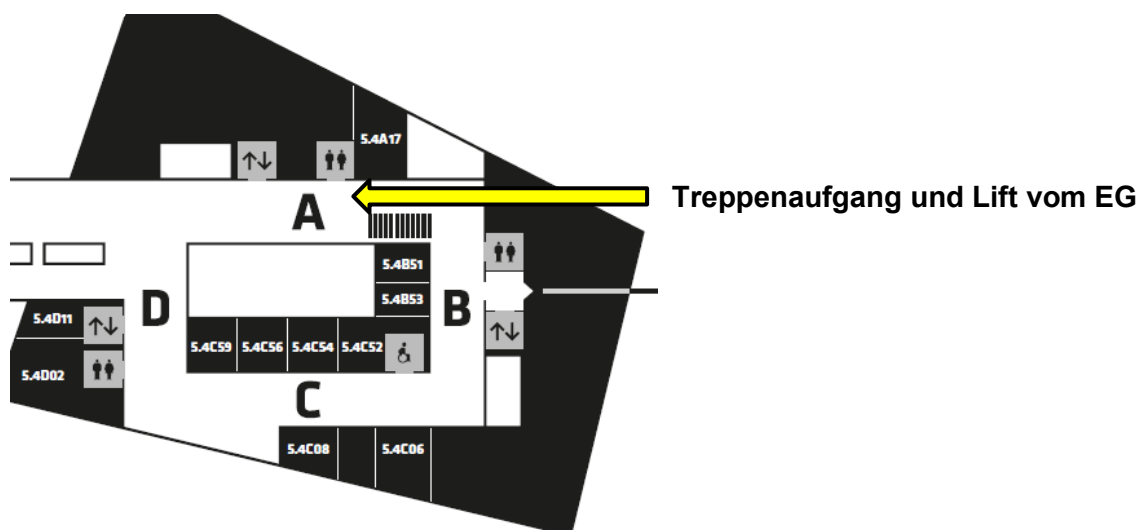 5.4A17
Treppenaufgang und Lift vom EG
A
5.4B51
5.4B53
D
B
5.4D11
5.4C59 5.4C56 5.4C54 5.4C52
5.4D02
C
5.4C08 5.4C06